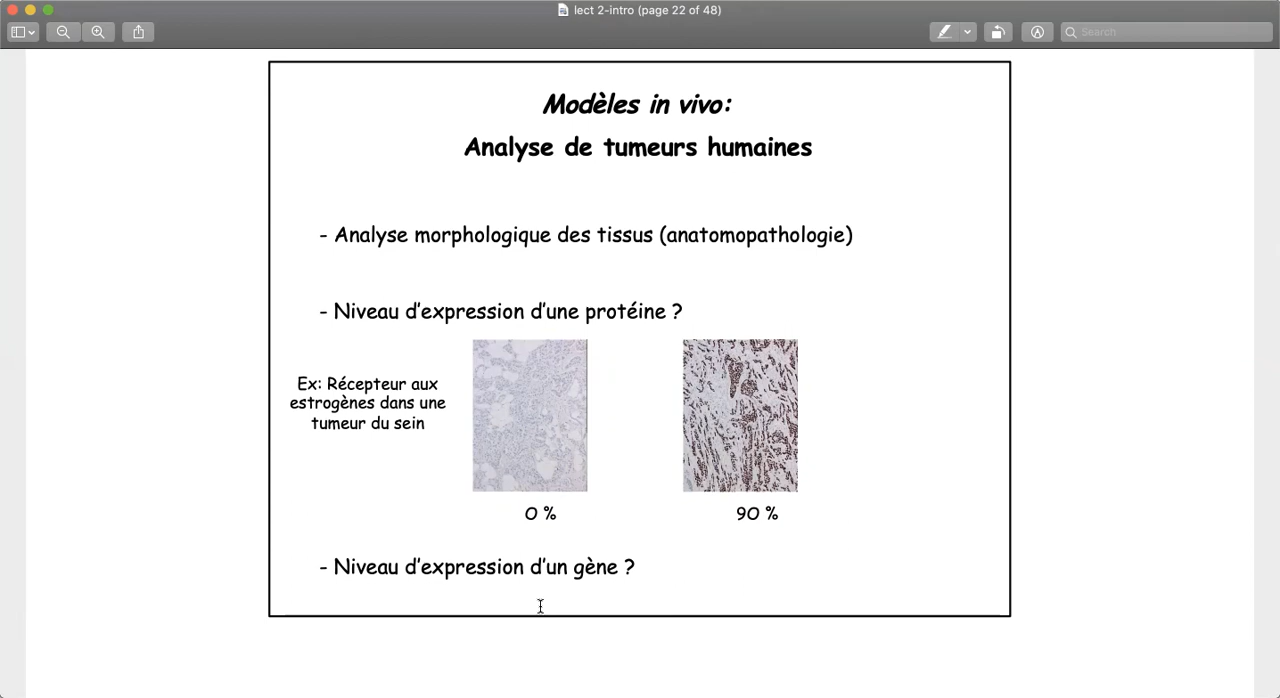 lect 2-intro (page 22 of 48)
Search
Modèles in vivo:
Analyse de tumeurs humaines
- Analyse morphologique des tissus (anatomopathologie)
- Niveau d'expression d'une protéine ?
Ex: Récepteur aux
estrogènes dans une
tumeur du sein
0 %
90 %
- Niveau d'expression d'un gène ?